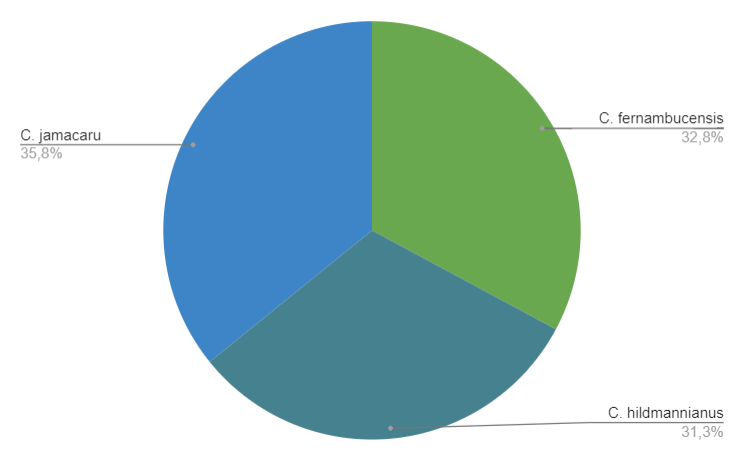 C. jamacaru
35,8%
C. fernambucensis
32,8%
C. hildmannianus
31,3%